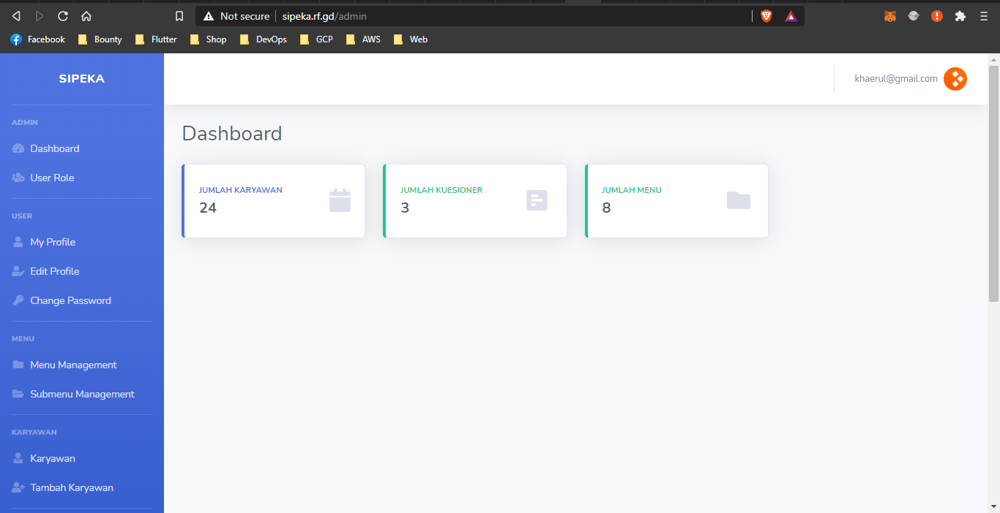 Not secure sipeka.rf.gd/admin
Facebook Bounty Flutter Shop DevOps GCP AWS Web
SIPEKA
khaerul@gmail.com
ADMIN
Dashboard
User Role
USER
My Profile
Edit Profile
Change Password
MENU
Menu Management
Submenu Management
KARYAWAN
Karyawan
Tambah Karyawan
Dashboard
JUMLAH KARYAWAN
24
JUMLAH KUESIONER
3
JUMLAH MENU
8